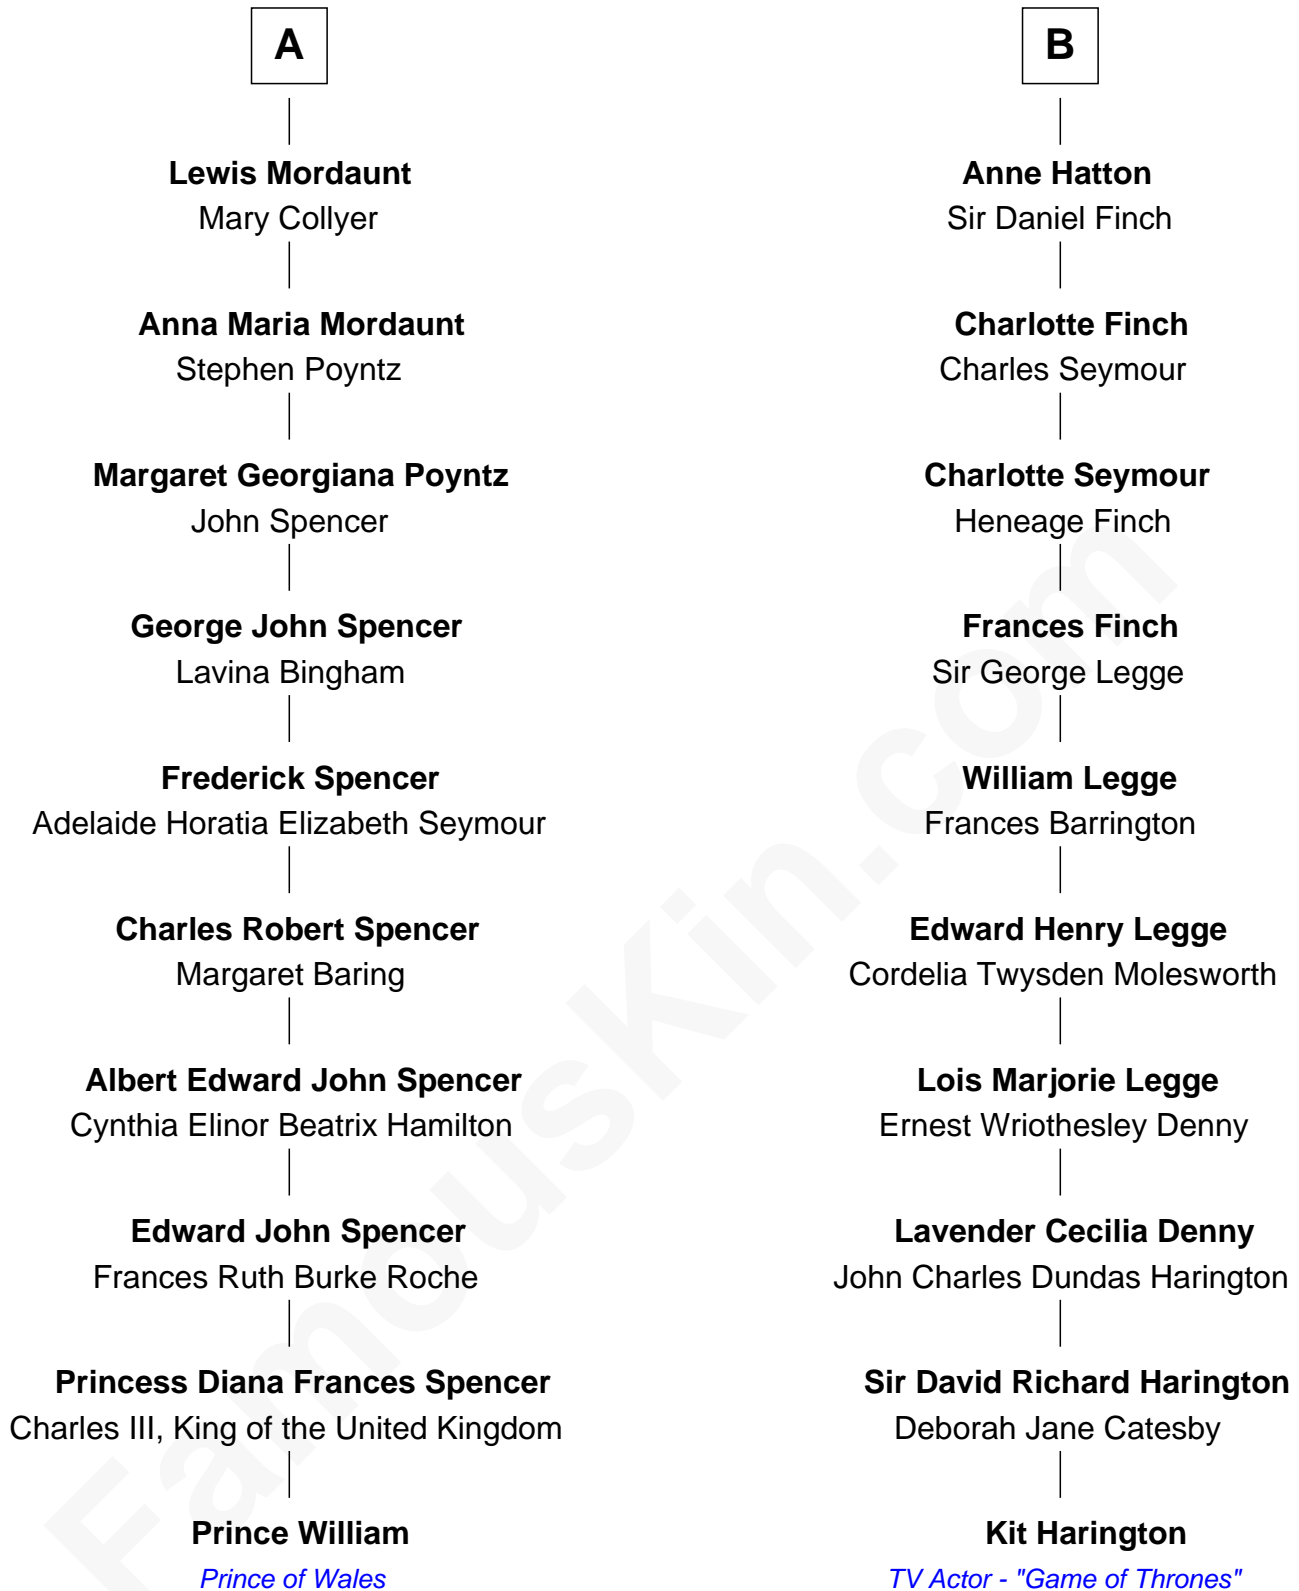 A
Lewis Mordaunt
Mary Collyer
Anna Maria Mordaunt
Stephen Poyntz
Margaret Georgiana Poyntz
John Spencer
George John Spencer
Lavina Bingham
Frederick Spencer
Adelaide Horatia Elizabeth Seymour
Charles Robert Spencer
Margaret Baring
Albert Edward John Spencer
Cynthia Elinor Beatrix Hamilton
Edward John Spencer
Frances Ruth Burke Roche
Princess Diana Frances Spencer
Charles III, King of the United Kingdom
Prince William
Prince of Wales
B
Anne Hatton
Sir Daniel Finch
Charlotte Finch
Charles Seymour
Charlotte Seymour
Heneage Finch
Frances Finch
Sir George Legge
William Legge
Frances Barrington
Edward Henry Legge
Cordelia Twysden Molesworth
Lois Marjorie Legge
Ernest Wriothesley Denny
Lavender Cecilia Denny
John Charles Dundas Harington
Sir David Richard Harington
Deborah Jane Catesby
Kit Harington
TV Actor - "Game of Thrones"
FamousKin.com